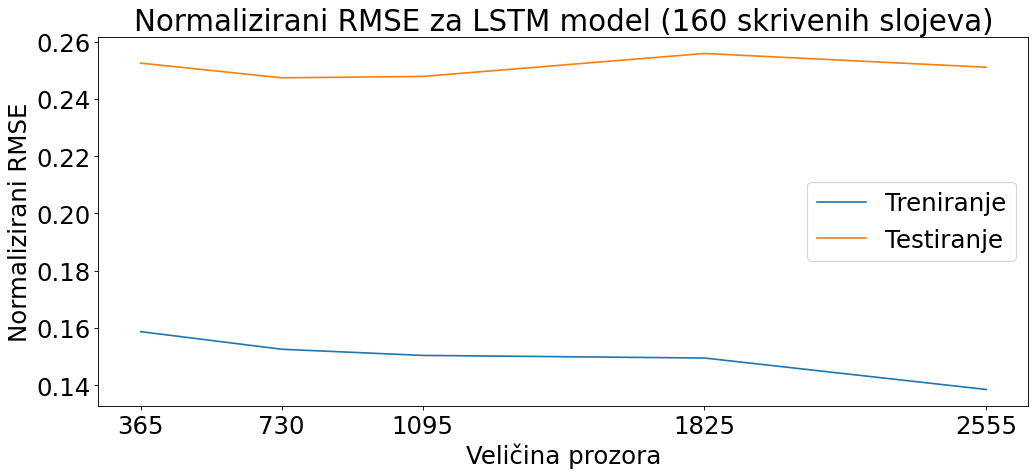 Normalizirani RMSE za LSTM model (160 skrivenih slojeva)
Normalizirani RMSE
0.26
0.24
0.22
0.20
0.18
0.16
0.14
Treniranje
Testiranje
365 730 1095 1825 2555
Veličina prozora